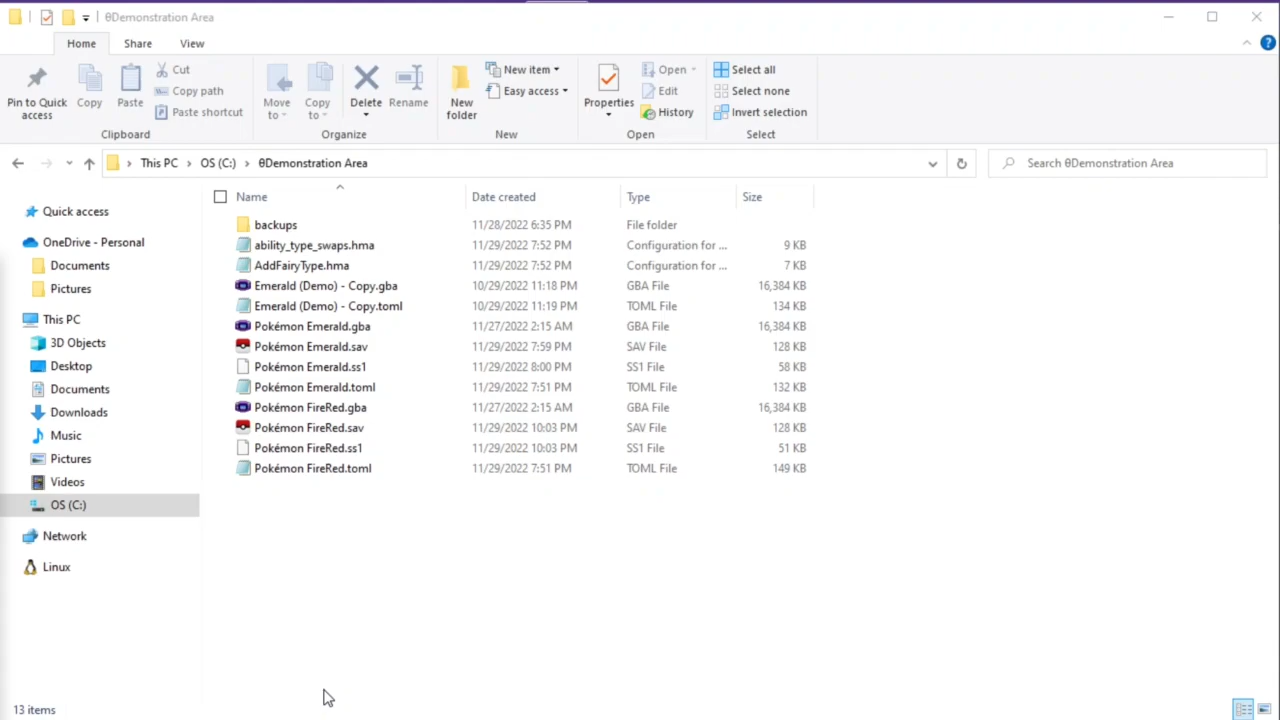 θDemonstration Area
Home Share View
Pin to Quick access
Copy
Paste
Cut
Copy path
Paste shortcut
Clipboard
Move to
Copy to
Delete
Rename
Organize
New folder
New item
Easy access
New
Properties
Open
Edit
History
Open
Select all
Select none
Invert selection
Select
This PC > OS (C:) > θDemonstration Area
Search θDemonstration Area
Quick access
OneDrive - Personal
Documents
Pictures
This PC
3D Objects
Desktop
Documents
Downloads
Music
Pictures
Videos
OS (C:)
Network
Linux
Name Date created Type Size
backups 11/28/2022 6:35 PM File folder
ability_type_swaps.hma 11/29/2022 7:52 PM Configuration for ... 9 KB
AddFairyType.hma 11/29/2022 7:52 PM Configuration for ... 7 KB
Emerald (Demo) - Copy.gba 10/29/2022 11:18 PM GBA File 16,384 KB
Emerald (Demo) - Copy.toml 10/29/2022 11:19 PM TOML File 134 KB
Pokémon Emerald.gba 11/27/2022 2:15 AM GBA File 16,384 KB
Pokémon Emerald.sav 11/29/2022 7:59 PM SAV File 128 KB
Pokémon Emerald.ss1 11/29/2022 8:00 PM SS1 File 58 KB
Pokémon Emerald.toml 11/29/2022 7:51 PM TOML File 132 KB
Pokémon FireRed.gba 11/27/2022 2:15 AM GBA File 16,384 KB
Pokémon FireRed.sav 11/29/2022 10:03 PM SAV File 128 KB
Pokémon FireRed.ss1 11/29/2022 10:03 PM SS1 File 51 KB
Pokémon FireRed.toml 11/29/2022 7:51 PM TOML File 149 KB
13 items